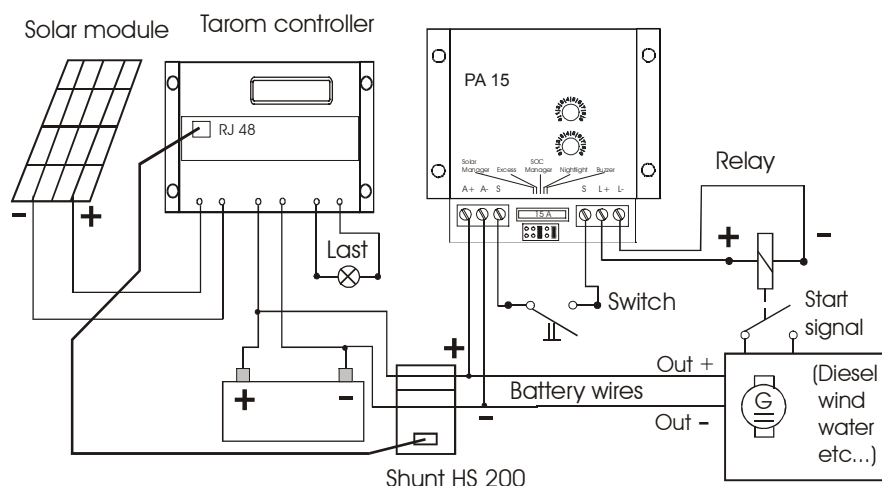 Solar module
Tarom controller
RJ 48
PA 15
Solar Manager
Excess
SOC Manager
Nightlight
Buzzer
A+ A- S
S L+ L-
15 A
Relay
- +
Last
+ -
Switch
Start
signal
+
+ -
-
Battery wires
Out +
Out -
G
(Diesel
wind
water
etc...)
Shunt HS 200